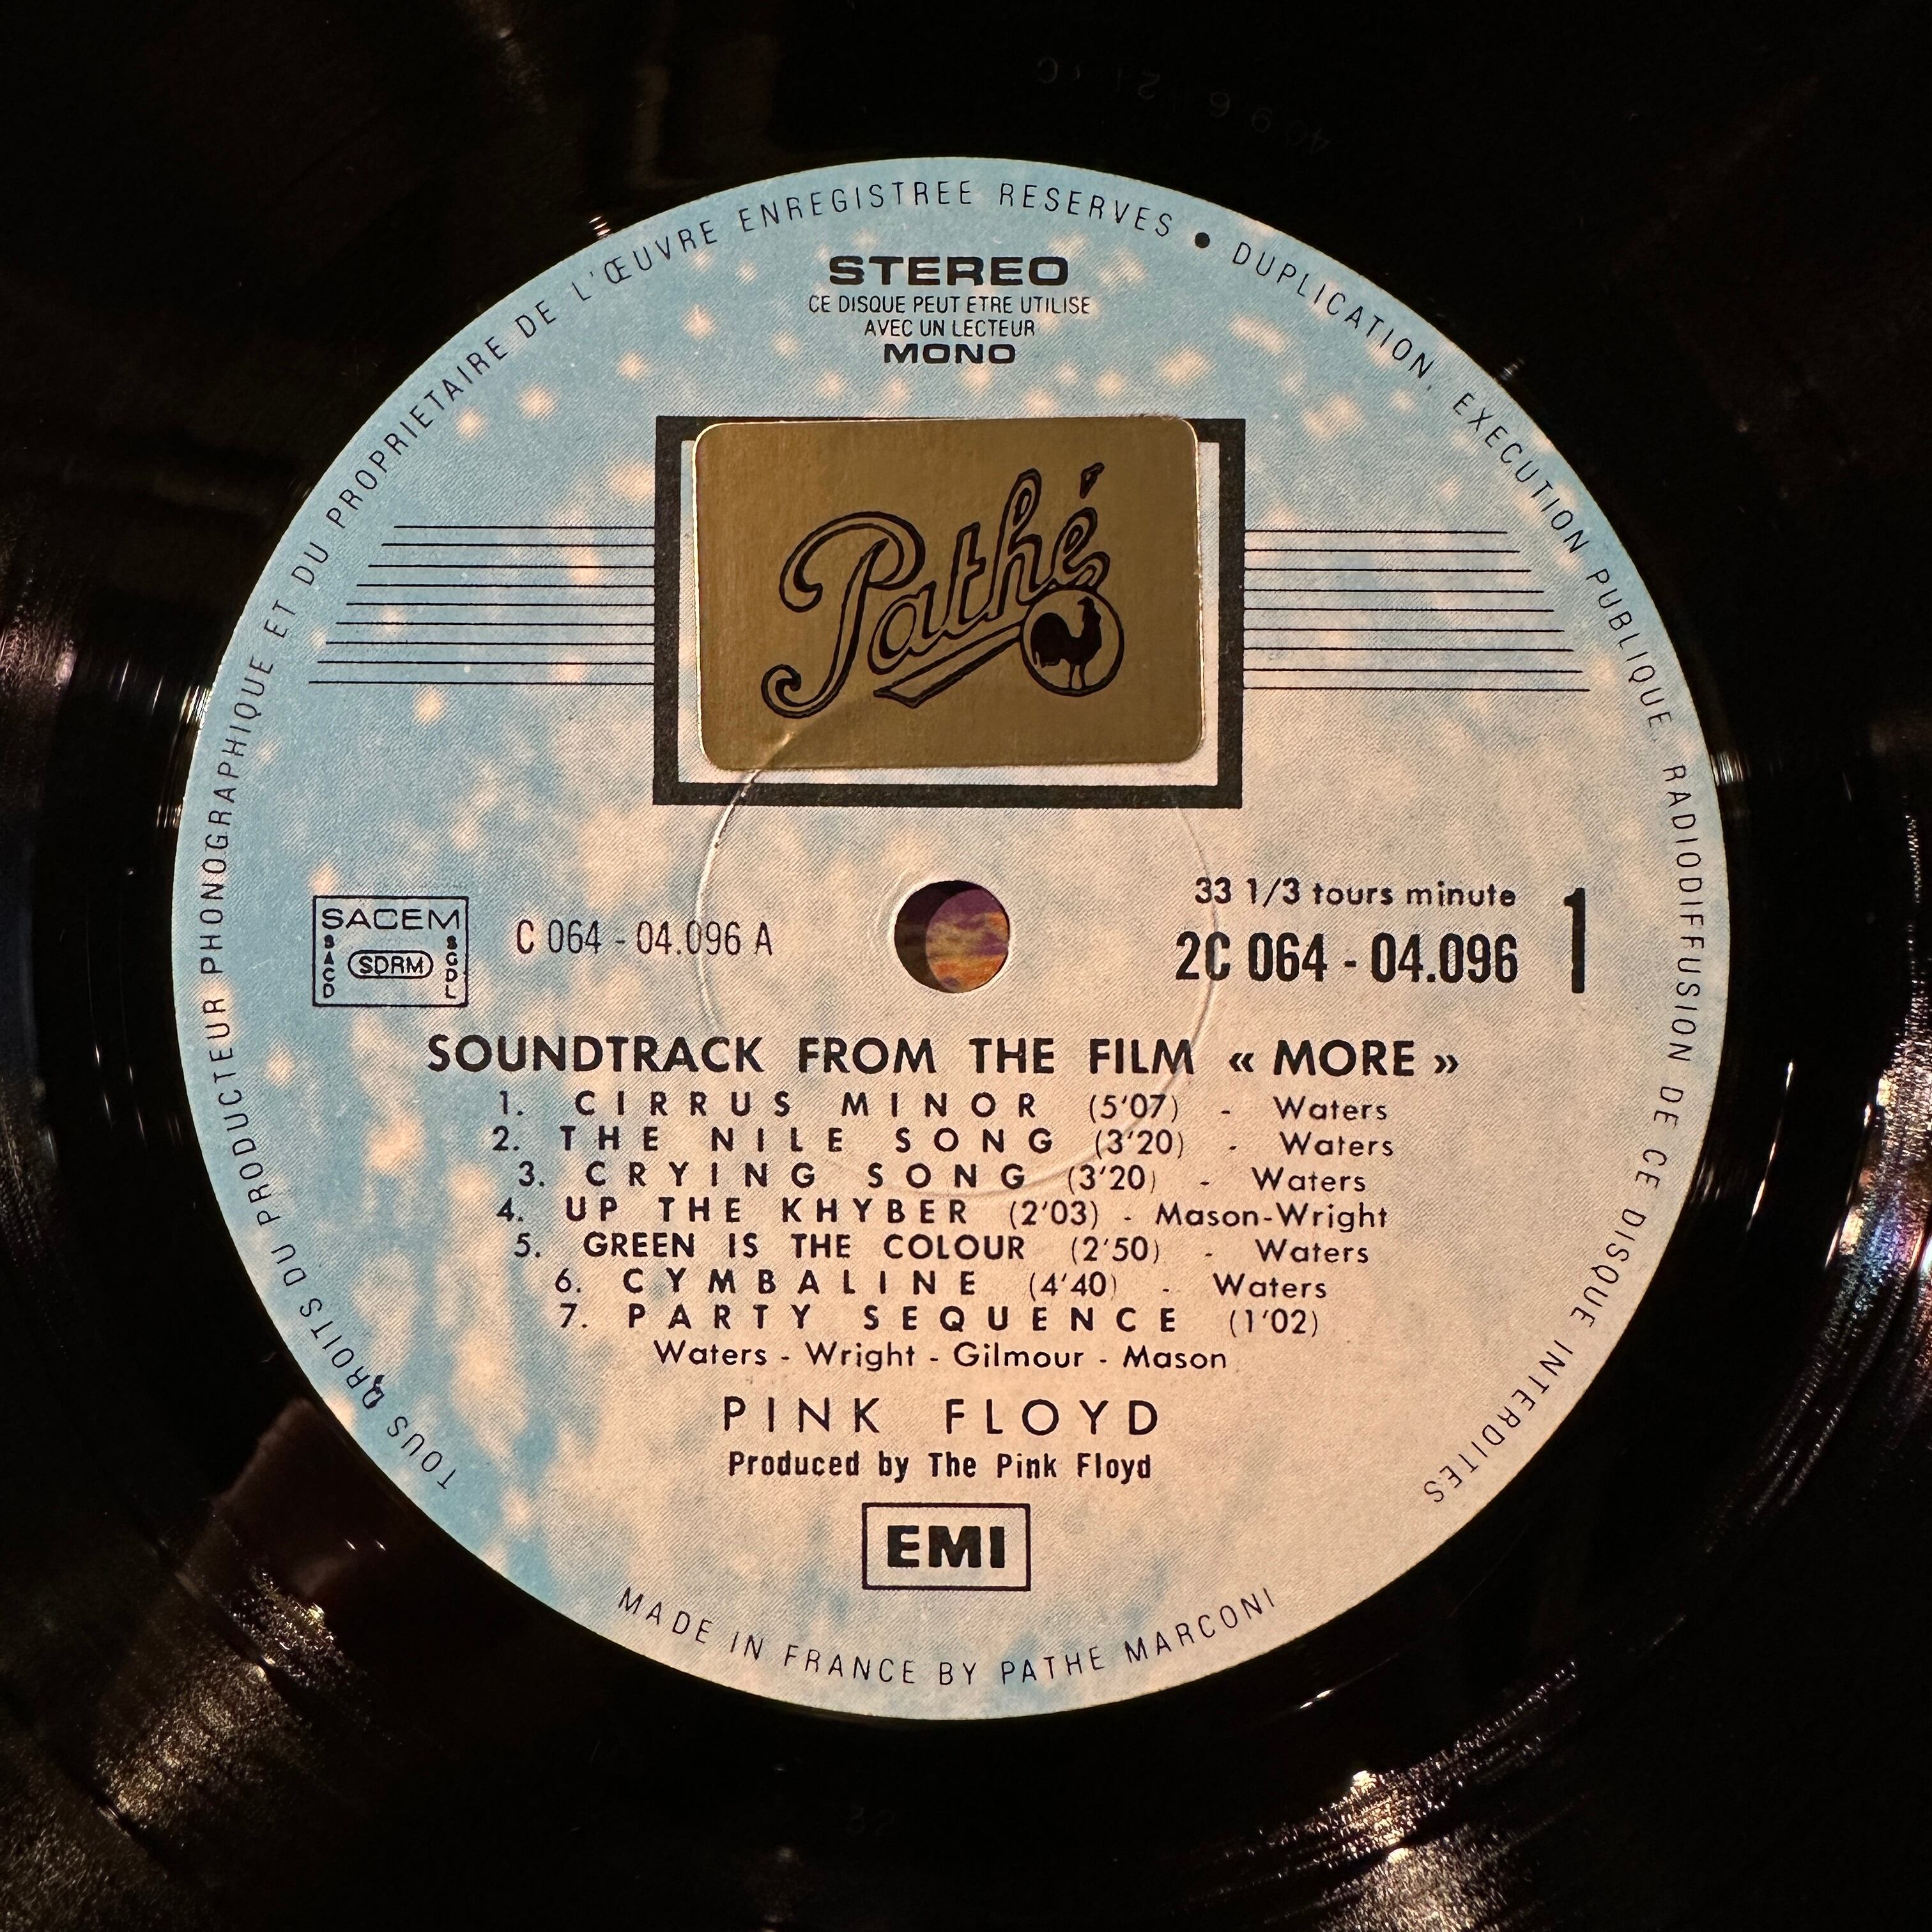 TOUS DROITS DU PRODUCTEUR PHONOGRAPHIQUE ET DU PROPRIETAIRE DE L'ŒUVRE ENREGISTREE RESERVES • DUPLICATION, EXECUTION PUBLIQUE, RADIODIFFUSION DE CE DISQUE INTERDITES
STEREO
CE DISQUE PEUT ETRE UTILISE
AVEC UN LECTEUR
MONO
Pathé
SACEM
SACD
SDRM
SGDL
C 064 - 04.096 A
33 1/3 tours minute
2C 064 - 04.096
1
SOUNDTRACK FROM THE FILM « MORE »
1. CIRRUS MINOR (5'07) - Waters
2. THE NILE SONG (3'20) - Waters
3. CRYING SONG (3'20) - Waters
4. UP THE KHYBER (2'03) - Mason-Wright
5. GREEN IS THE COLOUR (2'50) - Waters
6. CYMBALINE (4'40) - Waters
7. PARTY SEQUENCE (1'02)
Waters - Wright - Gilmour - Mason
PINK FLOYD
Produced by The Pink Floyd
EMI
MADE IN FRANCE BY PATHE MARCONI